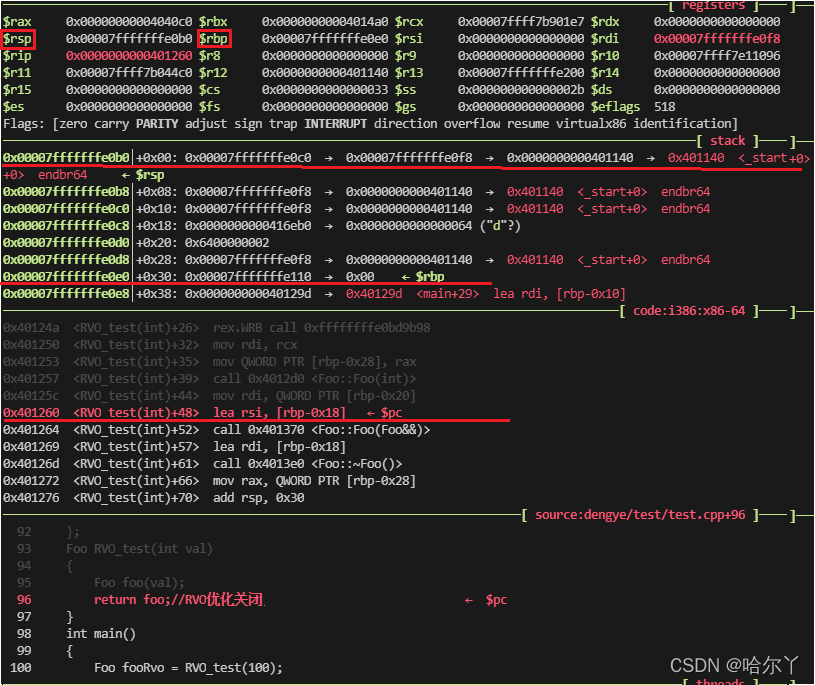 [ registers ]
$rax 0x00000000004040c0 $rbx 0x00000000004014a0 $rcx 0x00007ffff7b901e7 $rdx 0x0000000000000000
$rsp 0x00007fffffffe0b0 $rbp 0x00007fffffffe0e0 $rsi 0x0000000000000000 $rdi 0x00007fffffffe0f8
$rip 0x0000000000401260 $r8 0x0000000000000000 $r9 0x0000000000000000 $r10 0x00007ffff7e11096
$r11 0x00007ffff7b044c0 $r12 0x0000000000401140 $r13 0x00007fffffffe200 $r14 0x0000000000000000
$r15 0x0000000000000000 $cs 0x0000000000000033 $ss 0x000000000000002b $ds 0x0000000000000000
$es 0x0000000000000000 $fs 0x0000000000000000 $gs 0x0000000000000000 $eflags 518
Flags: [zero carry PARITY adjust sign trap INTERRUPT direction overflow resume virtualx86 identification]
[ stack ]
0x00007fffffffe0b0|+0x00: 0x00007fffffffe0c0 → 0x00007fffffffe0f8 → 0x0000000000401140 → 0x401140 <_start+0>
+0> endbr64 ← $rsp
0x00007fffffffe0b8|+0x08: 0x00007fffffffe0f8 → 0x0000000000401140 → 0x401140 <_start+0> endbr64
0x00007fffffffe0c0|+0x10: 0x00007fffffffe0f8 → 0x0000000000401140 → 0x401140 <_start+0> endbr64
0x00007fffffffe0c8|+0x18: 0x0000000000416eb0 → 0x0000000000000064 ("d"?)
0x00007fffffffe0d0|+0x20: 0x6400000002
0x00007fffffffe0d8|+0x28: 0x00007fffffffe0f8 → 0x0000000000401140 → 0x401140 <_start+0> endbr64
0x00007fffffffe0e0|+0x30: 0x00007fffffffe110 → 0x00 ← $rbp
0x00007fffffffe0e8|+0x38: 0x000000000040129d → 0x40129d <main+29> lea rdi, [rbp-0x10]
[ code:i386:x86-64 ]
0x40124a <RVO_test(int)+26> rex.WRB call 0xffffffffe0bd9b98
0x401250 <RVO_test(int)+32> mov rdi, rcx
0x401253 <RVO_test(int)+35> mov QWORD PTR [rbp-0x28], rax
0x401257 <RVO_test(int)+39> call 0x4012d0 <Foo::Foo(int)>
0x40125c <RVO_test(int)+44> mov rdi, QWORD PTR [rbp-0x20]
0x401260 <RVO_test(int)+48> lea rsi, [rbp-0x18] ← $pc
0x401264 <RVO_test(int)+52> call 0x401370 <Foo::Foo(Foo&&)>
0x401269 <RVO_test(int)+57> lea rdi, [rbp-0x18]
0x40126d <RVO_test(int)+61> call 0x4013e0 <Foo::~Foo()>
0x401272 <RVO_test(int)+66> mov rax, QWORD PTR [rbp-0x28]
0x401276 <RVO_test(int)+70> add rsp, 0x30
[ source:dengye/test/test.cpp+96 ]
92 };
93 Foo RVO_test(int val)
94 {
95 Foo foo(val);
96 return foo;//RVO优化关闭 ← $pc
97 }
98 int main()
99 {
100 Foo fooRvo = RVO_test(100);
CSDN @哈尔丫
[ threads ]